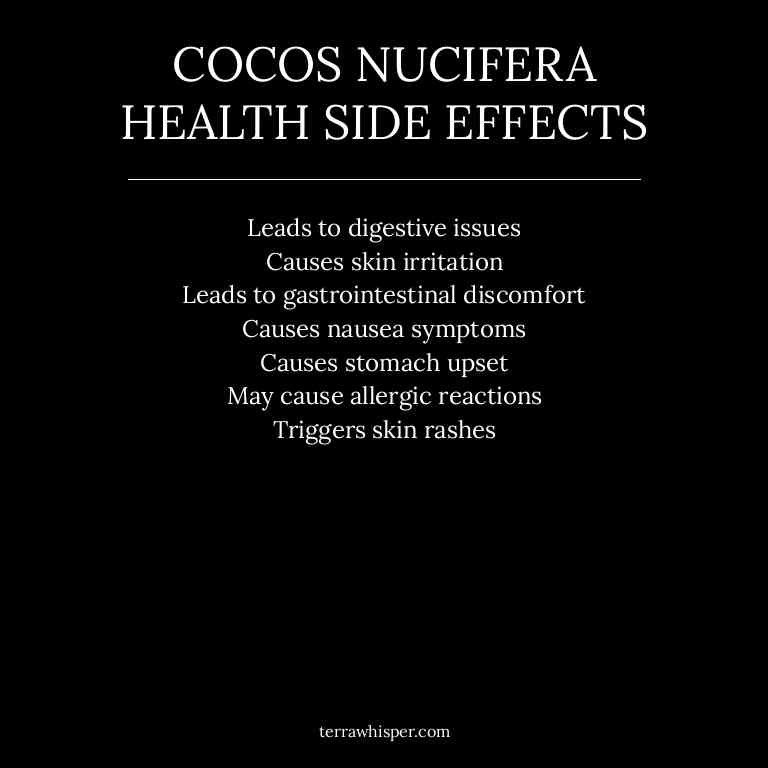 COCOS NUCIFERA
HEALTH SIDE EFFECTS
Leads to digestive issues
Causes skin irritation
Leads to gastrointestinal discomfort
Causes nausea symptoms
Causes stomach upset
May cause allergic reactions
Triggers skin rashes
terrawhisper.com